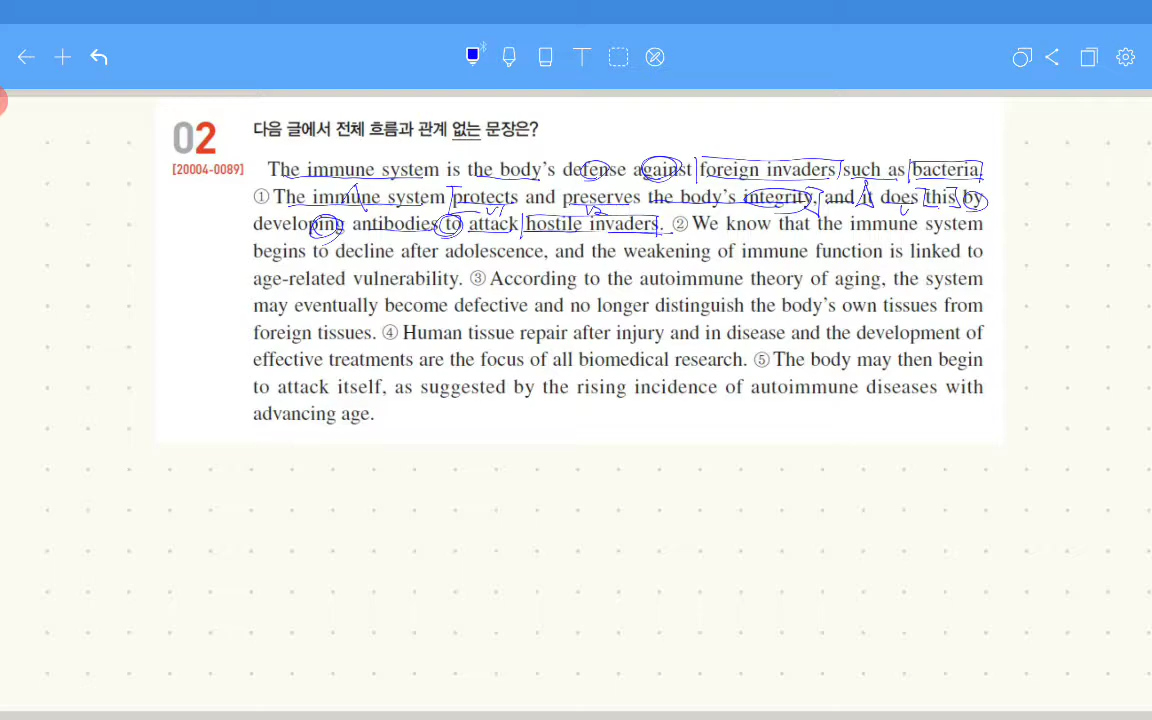 02 다음 글에서 전체 흐름과 관계 없는 문장은?
[20004-0089]
The immune system is the body's defense against foreign invaders such as bacteria.
① The immune system protects and preserves the body's integrity, and it does this by
developing antibodies to attack hostile invaders. ② We know that the immune system
begins to decline after adolescence, and the weakening of immune function is linked to
age-related vulnerability. ③ According to the autoimmune theory of aging, the system
may eventually become defective and no longer distinguish the body's own tissues from
foreign tissues. ④ Human tissue repair after injury and in disease and the development of
effective treatments are the focus of all biomedical research. ⑤ The body may then begin
to attack itself, as suggested by the rising incidence of autoimmune diseases with
advancing age.